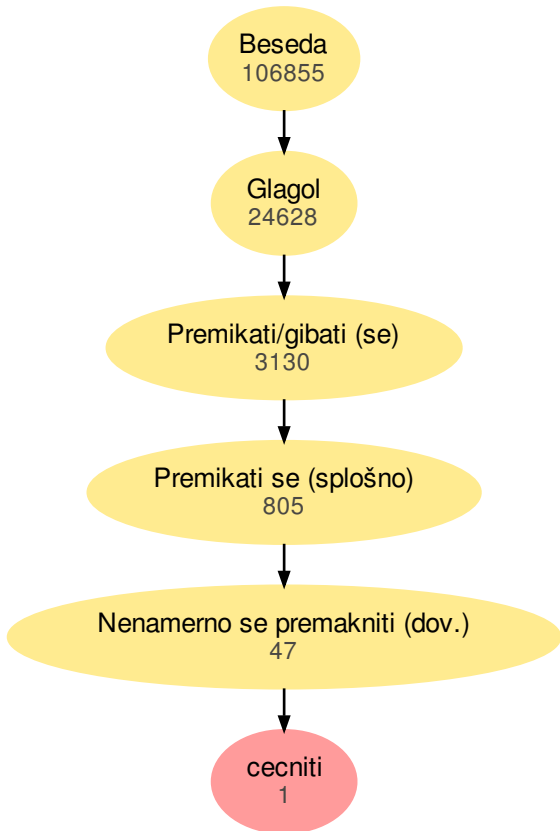 Beseda
106855
Glagol
24628
Premikati/gibati (se)
3130
Premikati se (splošno)
805
Nenamerno se premakniti (dov.)
47
cecniti
1